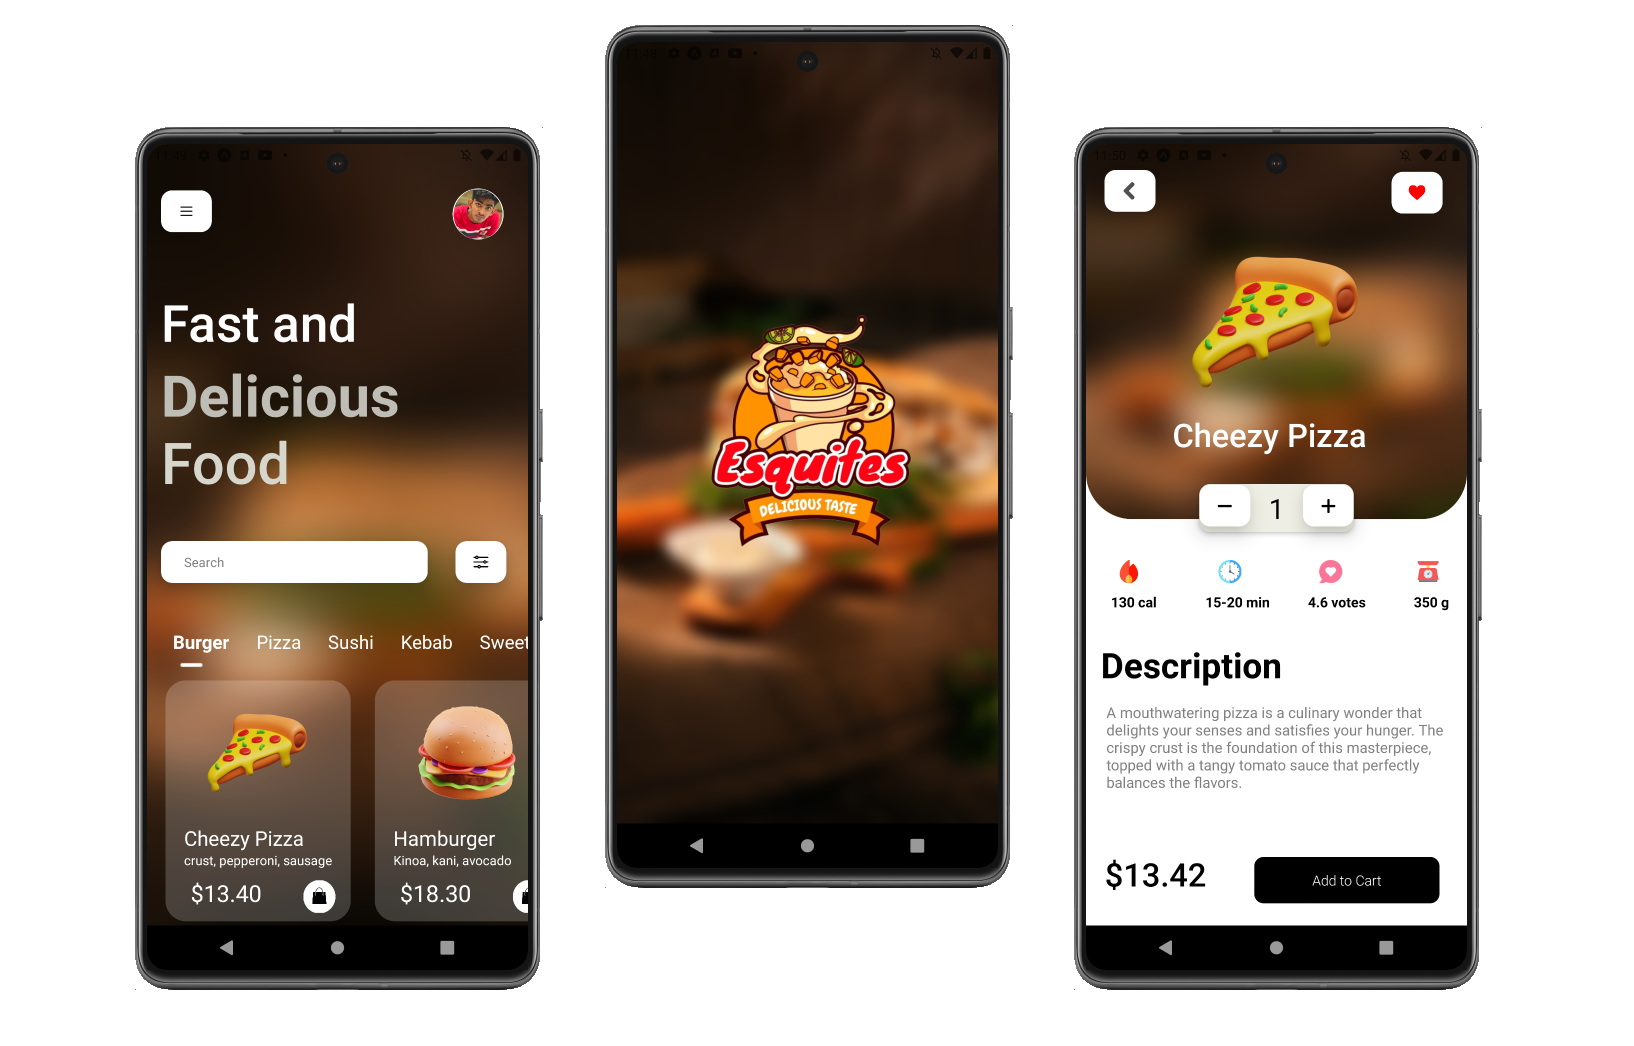 11:49
Fast and
Delicious
Food
Search
Burger Pizza Sushi Kebab Sweet
Cheezy Pizza
crust, pepperoni, sausage
$13.40
Hamburger
Kinoa, kani, avocado
$18.30
Esquites
DELICIOUS TASTE
11:50
Cheezy Pizza
1
130 cal 15-20 min 4.6 votes 350 g
Description
A mouthwatering pizza is a culinary wonder that
delights your senses and satisfies your hunger. The
crispy crust is the foundation of this masterpiece,
topped with a tangy tomato sauce that perfectly
balances the flavors.
$13.42
Add to Cart